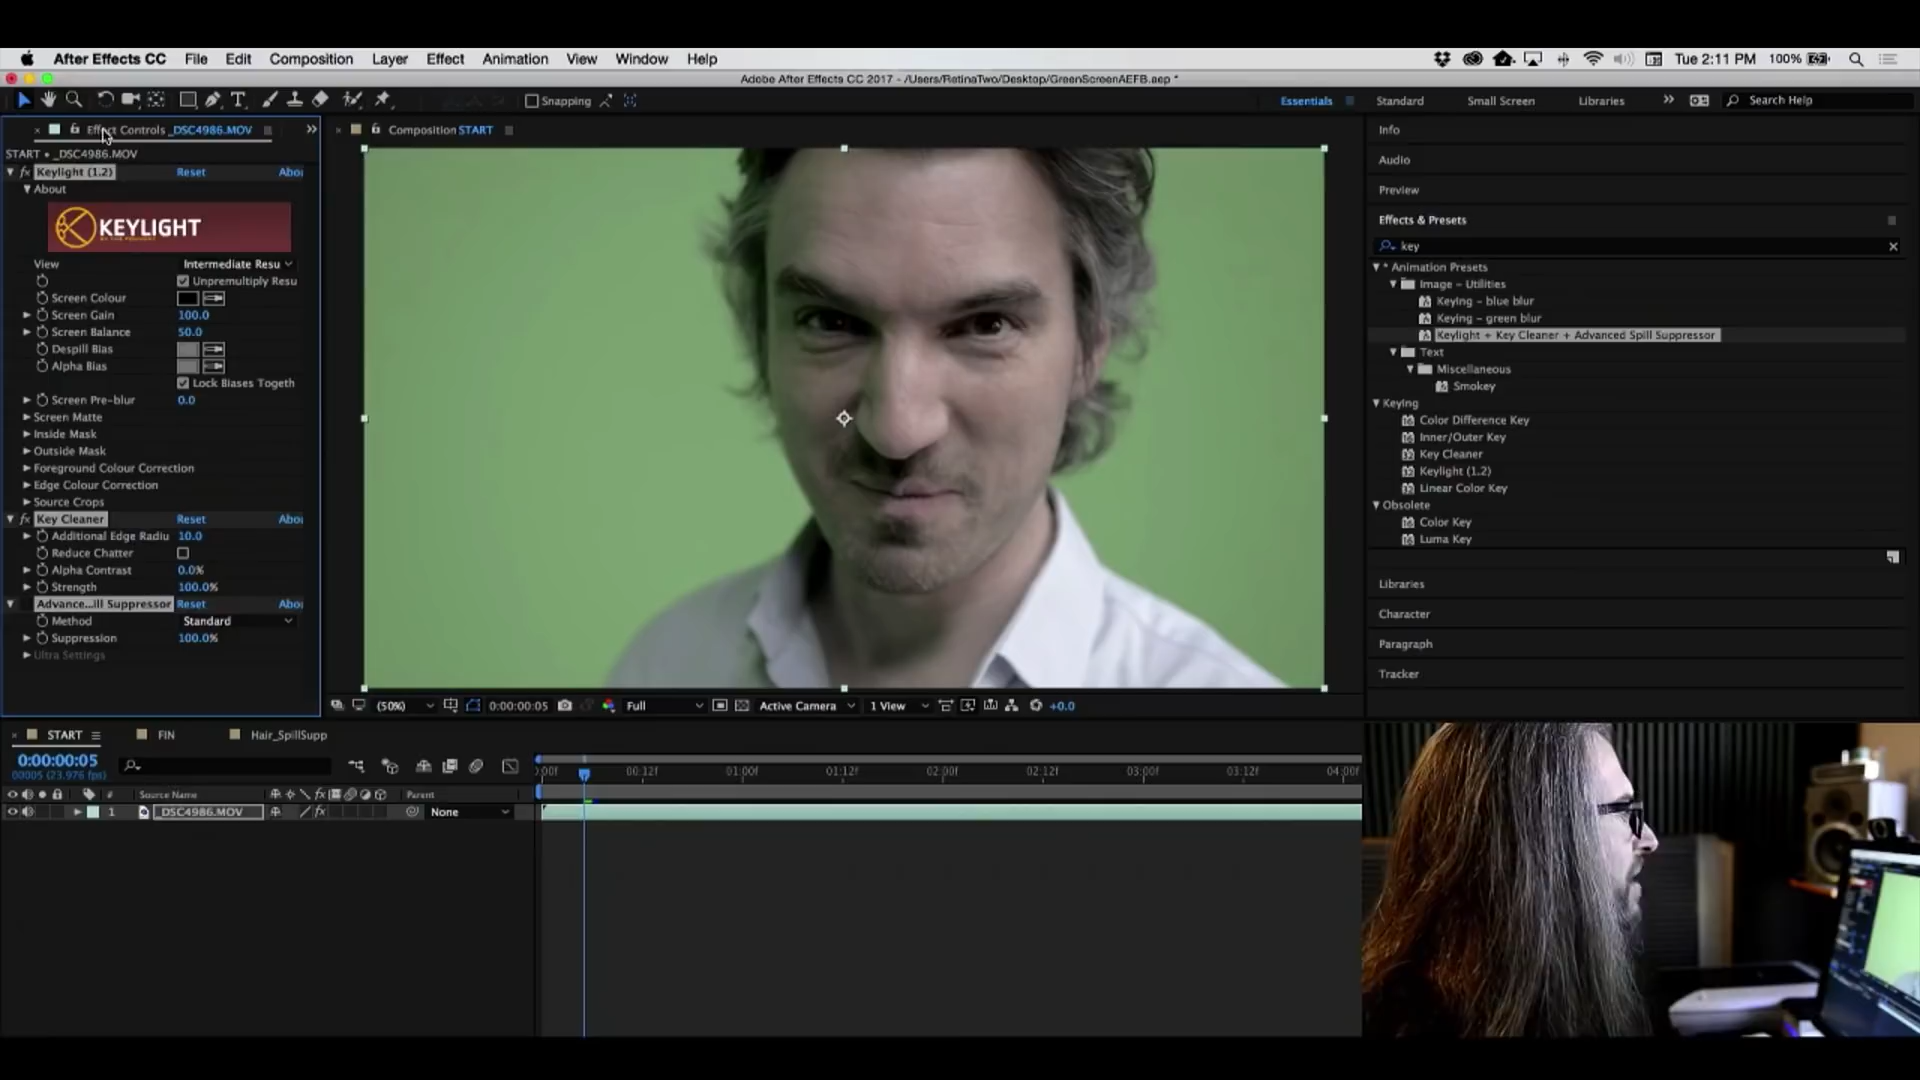 After Effects CC File Edit Composition Layer Effect Animation View Window Help Tue 2:11 PM 100%
Adobe After Effects CC 2017 - /Users/RetinaTwo/Desktop/GreenScreenAEFB.aep *
Snapping Essentials Standard Small Screen Libraries Search Help
Effect Controls _DSC4986.MOV
START • _DSC4986.MOV
Keylight (1.2) Reset Abou
About
KEYLIGHT
View Intermediate Resu
Unpremultiply Resu
Screen Colour
Screen Gain 100.0
Screen Balance 50.0
Despill Bias
Alpha Bias
Lock Biases Togeth
Screen Pre-blur 0.0
Screen Matte
Inside Mask
Outside Mask
Foreground Colour Correction
Edge Colour Correction
Source Crops
Key Cleaner Reset Abou
Additional Edge Radiu 10.0
Reduce Chatter
Alpha Contrast 0.0%
Strength 100.0%
Advance...ill Suppressor Reset Abou
Method Standard
Suppression 100.0%
Ultra Settings
Composition START
(50%) 0:00:00:05 Full Active Camera 1 View +0.0
Info
Audio
Preview
Effects & Presets
key
* Animation Presets
Image - Utilities
Keying - blue blur
Keying - green blur
Keylight + Key Cleaner + Advanced Spill Suppressor
Text
Miscellaneous
Smokey
Keying
Color Difference Key
Inner/Outer Key
Key Cleaner
Keylight (1.2)
Linear Color Key
Obsolete
Color Key
Luma Key
Libraries
Character
Paragraph
Tracker
START FIN Hair_SpillSupp
0:00:00:05
00005 (23.976 fps)
):00f 00:12f 01:00f 01:12f 02:00f 02:12f 03:00f 03:12f 04:00f
# Source Name Parent
1 _DSC4986.MOV None